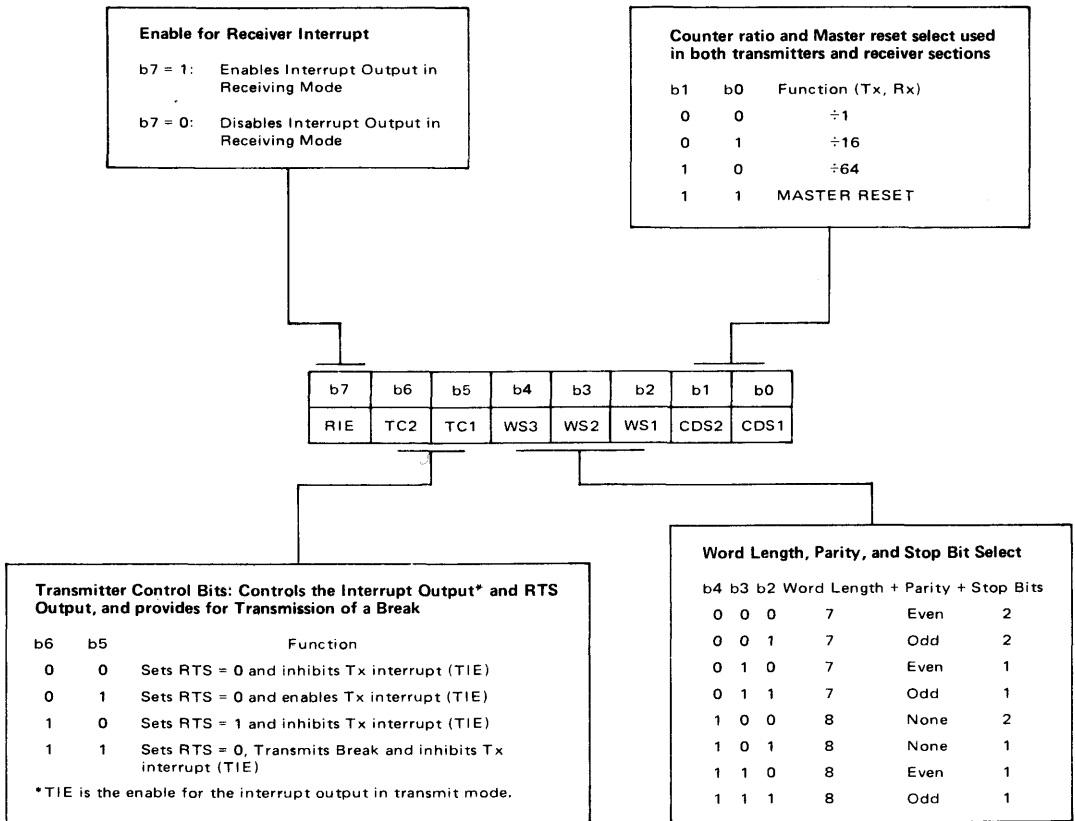 Enable for Receiver Interrupt
b7 = 1: Enables Interrupt Output in
Receiving Mode
b7 = 0: Disables Interrupt Output in
Receiving Mode
Counter ratio and Master reset select used
in both transmitters and receiver sections
b1 b0 Function (Tx, Rx)
0 0 ÷1
0 1 ÷16
1 0 ÷64
1 1 MASTER RESET
b7 b6 b5 b4 b3 b2 b1 b0
RIE TC2 TC1 WS3 WS2 WS1 CDS2 CDS1
Transmitter Control Bits: Controls the Interrupt Output* and RTS
Output, and provides for Transmission of a Break
b6 b5 Function
0 0 Sets RTS = 0 and inhibits Tx interrupt (TIE)
0 1 Sets RTS = 0 and enables Tx interrupt (TIE)
1 0 Sets RTS = 1 and inhibits Tx interrupt (TIE)
1 1 Sets RTS = 0, Transmits Break and inhibits Tx
interrupt (TIE)
*TIE is the enable for the interrupt output in transmit mode.
Word Length, Parity, and Stop Bit Select
b4 b3 b2 Word Length + Parity + Stop Bits
0 0 0 7 Even 2
0 0 1 7 Odd 2
0 1 0 7 Even 1
0 1 1 7 Odd 1
1 0 0 8 None 2
1 0 1 8 None 1
1 1 0 8 Even 1
1 1 1 8 Odd 1